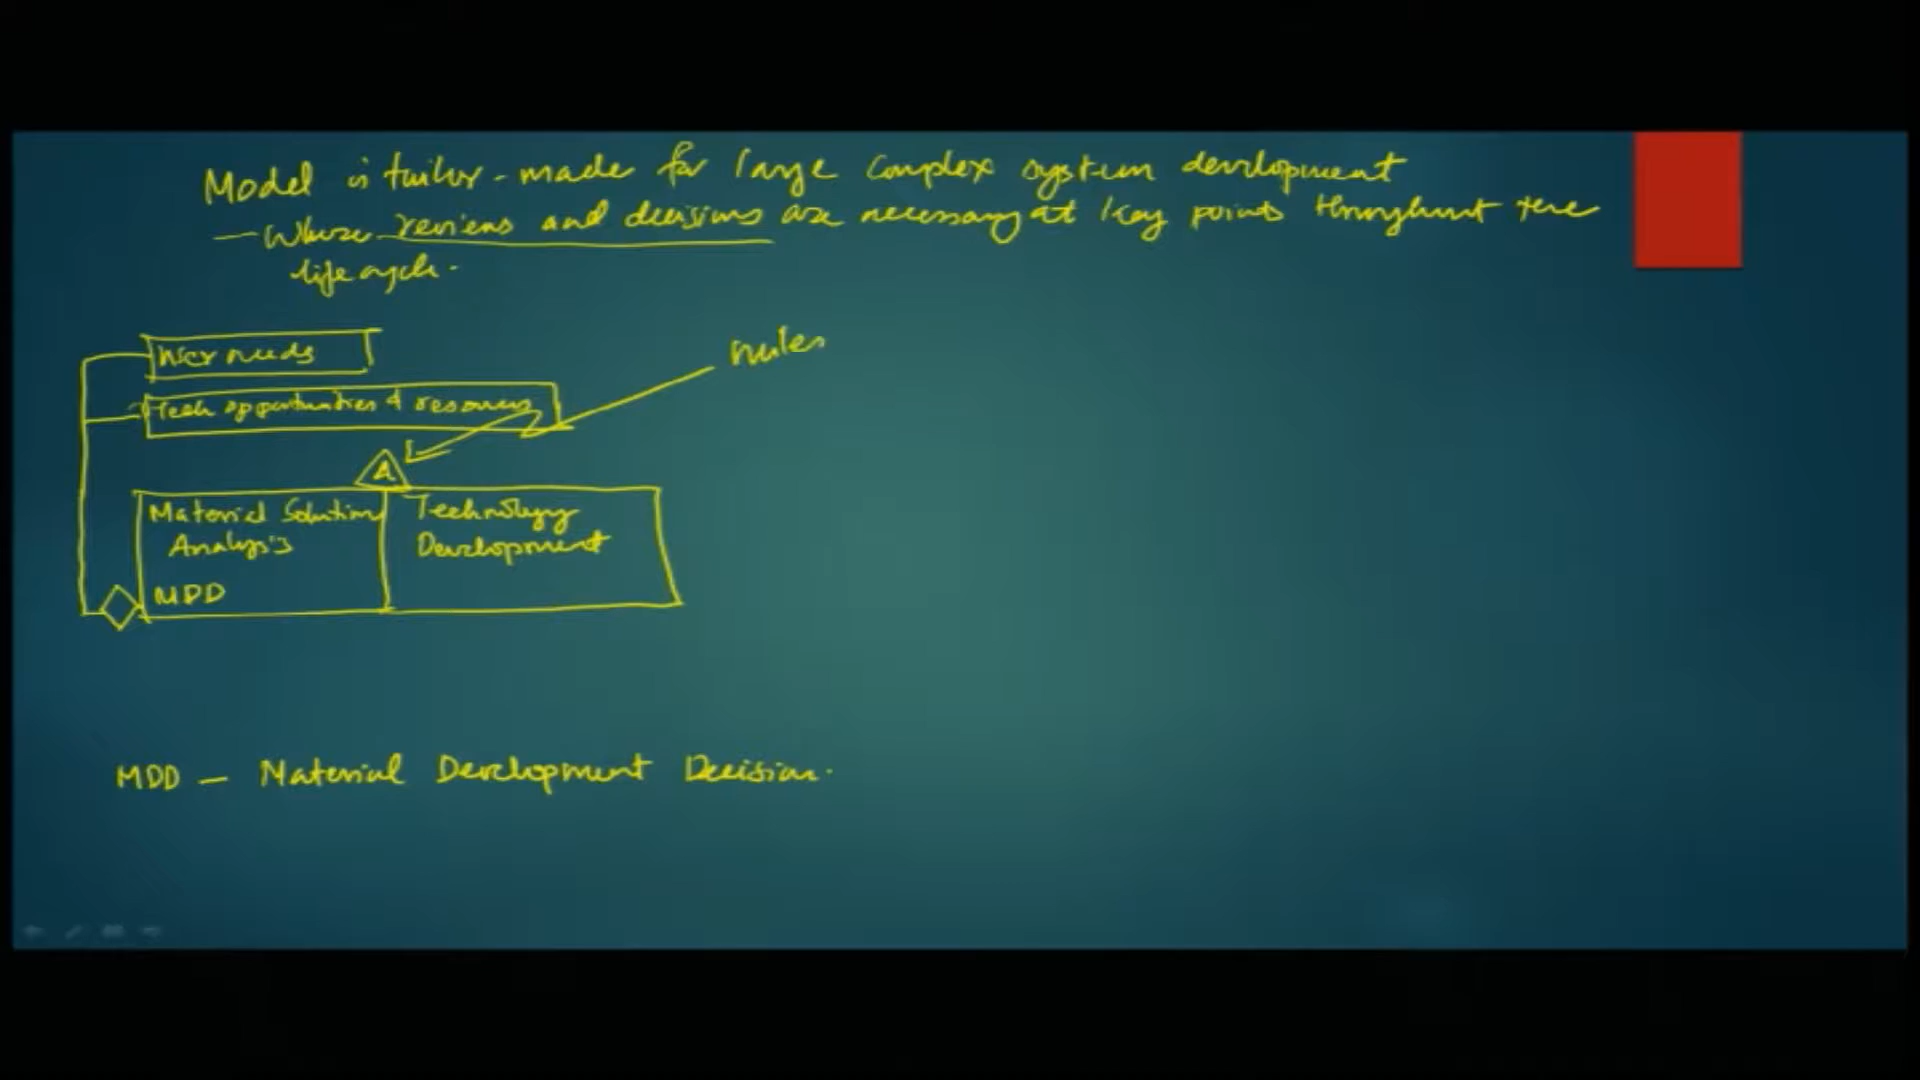 Model is tailor-made for large complex system development
— Whose reviews and decisions are necessary at key points throughout the
life cycle.
User needs
Tech opportunities & resources
rules
A
Material Solution Technology
Analysis Development
MDD
MDD — Material Development Decision.